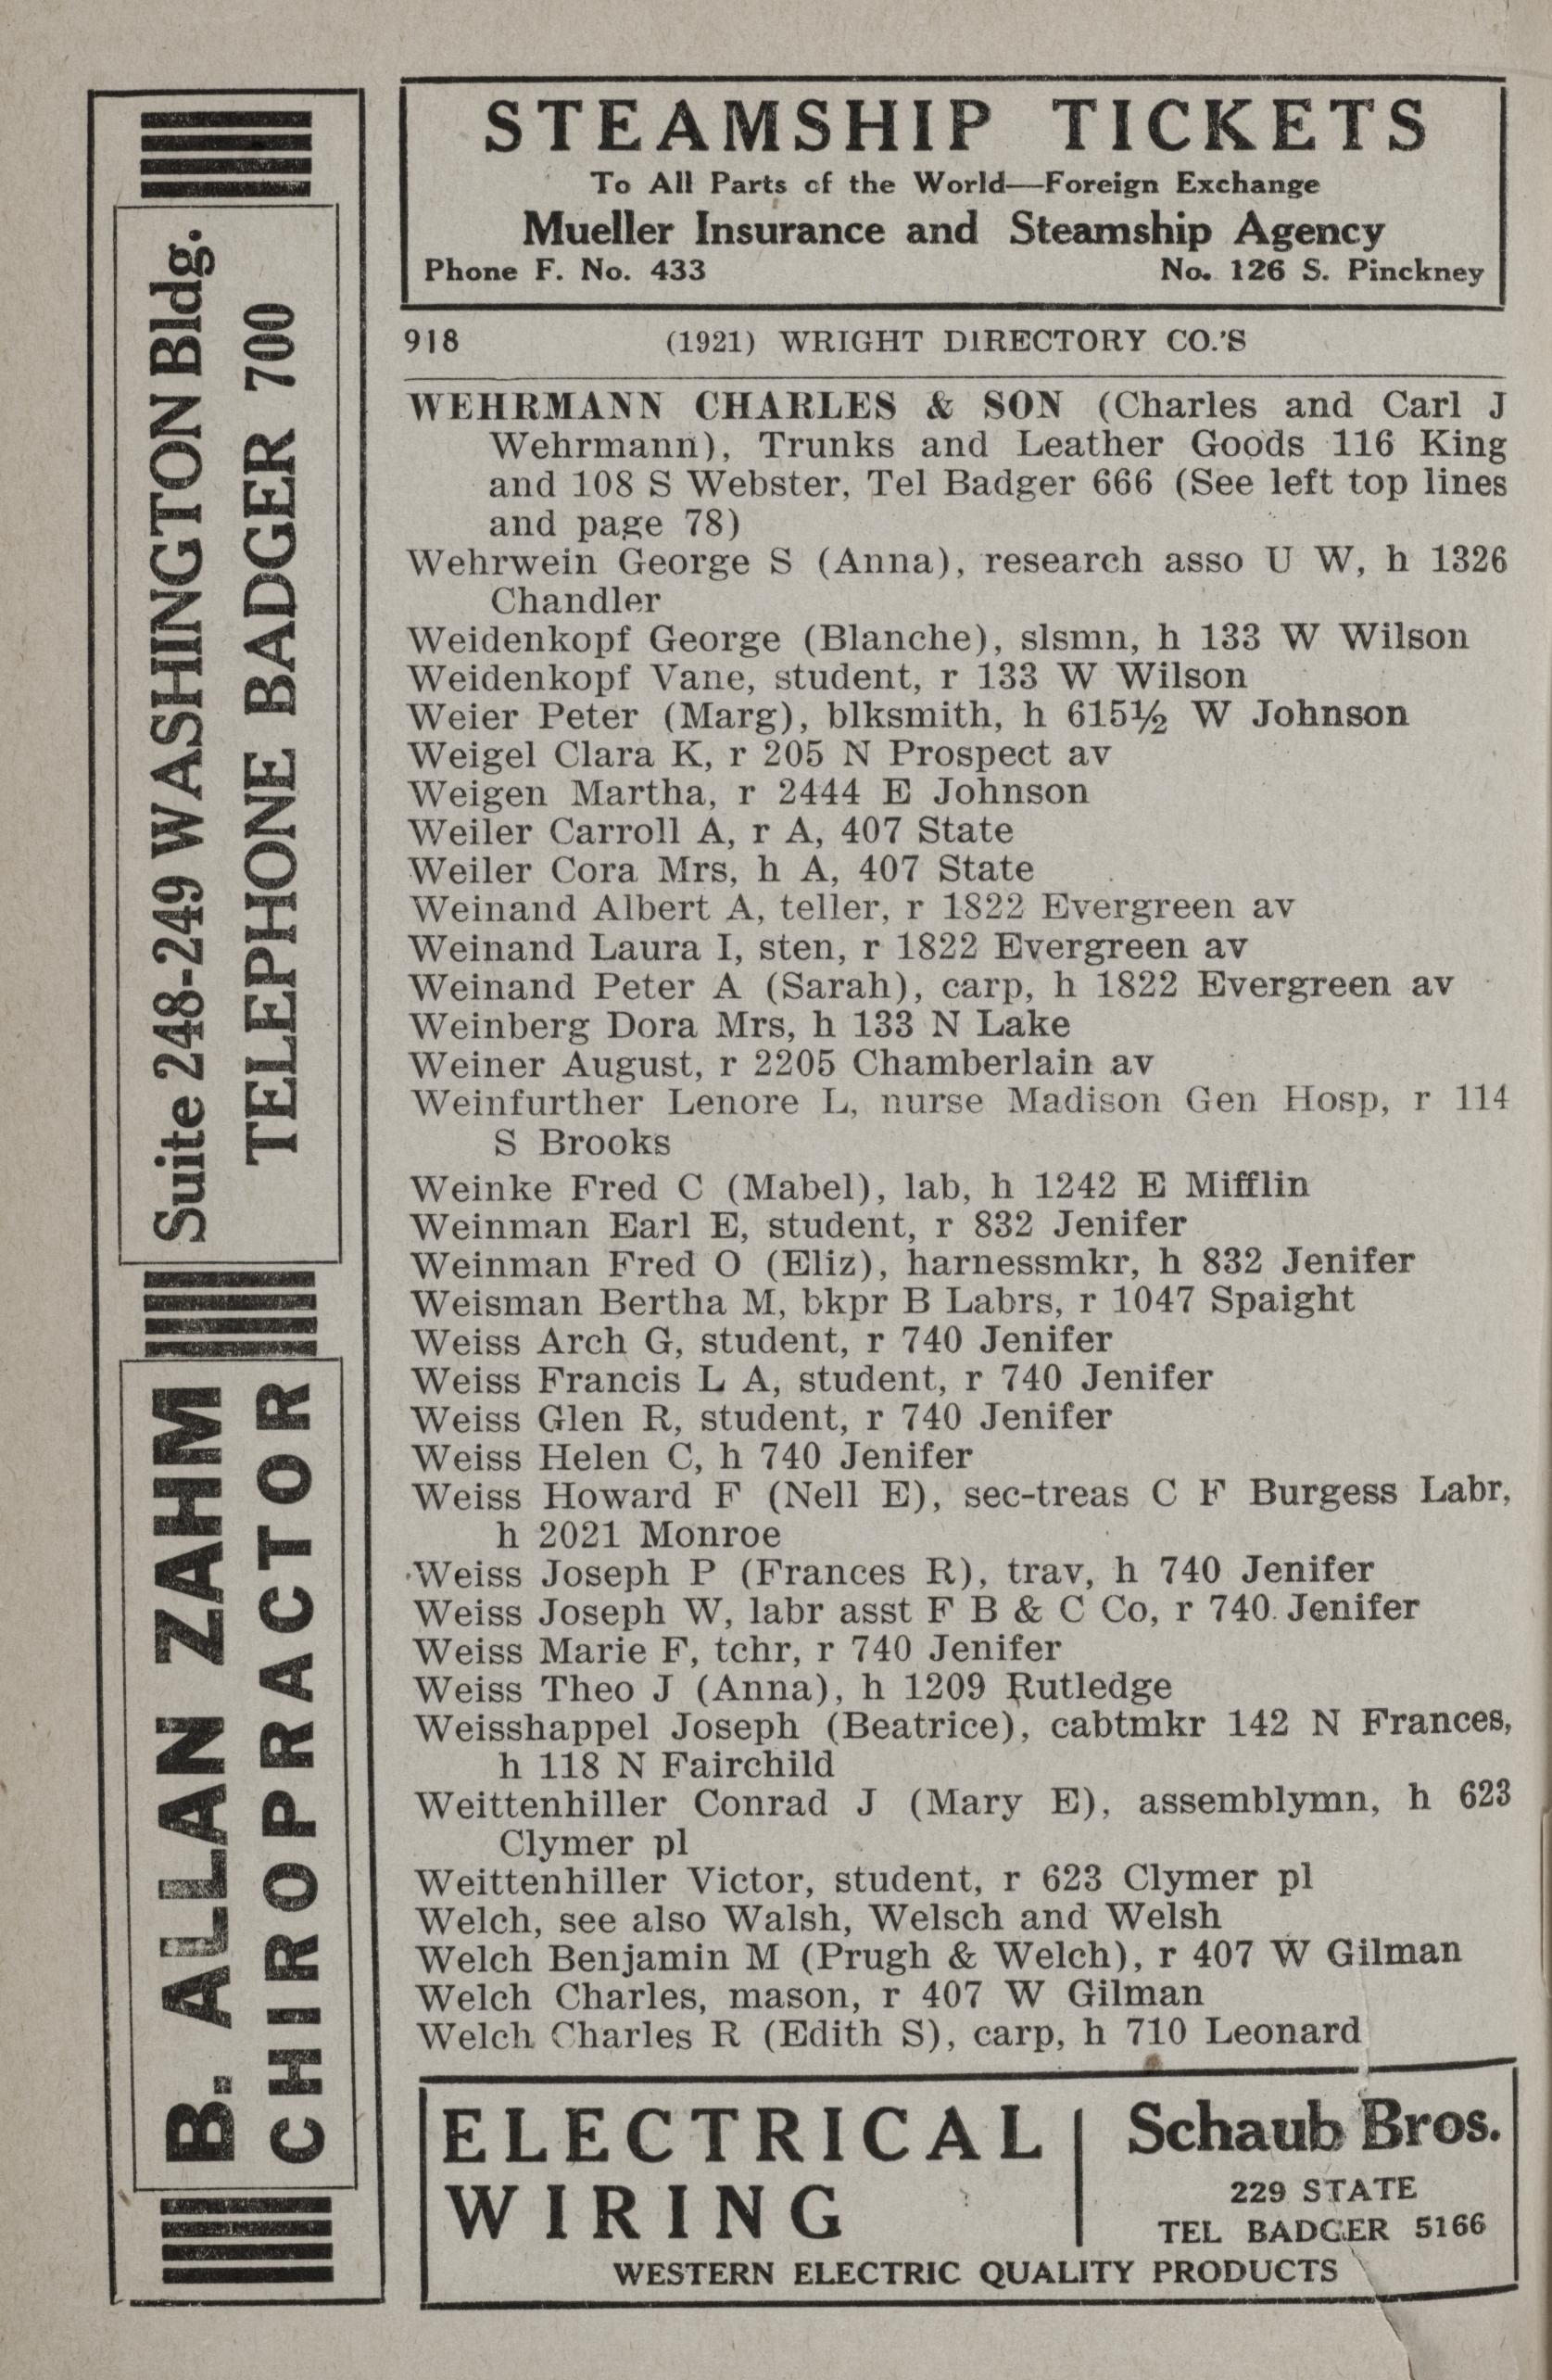 STEAMSHIP TICKETS
To All Parts of the World—Foreign Exchange
Mueller Insurance and Steamship Agency
Phone F. No. 433 No. 126 S. Pinckney
918 (1921) WRIGHT DIRECTORY CO.'S
WEHRMANN CHARLES & SON (Charles and Carl J
Wehrmann), Trunks and Leather Goods 116 King
and 108 S Webster, Tel Badger 666 (See left top lines
and page 78)
Wehrwein George S (Anna), research asso U W, h 1326
Chandler
Weidenkopf George (Blanche), slsmn, h 133 W Wilson
Weidenkopf Vane, student, r 133 W Wilson
Weier Peter (Marg), blksmith, h 615½ W Johnson
Weigel Clara K, r 205 N Prospect av
Weigen Martha, r 2444 E Johnson
Weiler Carroll A, r A, 407 State
Weiler Cora Mrs, h A, 407 State
Weinand Albert A, teller, r 1822 Evergreen av
Weinand Laura I, sten, r 1822 Evergreen av
Weinand Peter A (Sarah), carp, h 1822 Evergreen av
Weinberg Dora Mrs, h 133 N Lake
Weiner August, r 2205 Chamberlain av
Weinfurther Lenore L, nurse Madison Gen Hosp, r 114
S Brooks
Weinke Fred C (Mabel), lab, h 1242 E Mifflin
Weinman Earl E, student, r 832 Jenifer
Weinman Fred O (Eliz), harnessmkr, h 832 Jenifer
Weisman Bertha M, bkpr B Labrs, r 1047 Spaight
Weiss Arch G, student, r 740 Jenifer
Weiss Francis L A, student, r 740 Jenifer
Weiss Glen R, student, r 740 Jenifer
Weiss Helen C, h 740 Jenifer
Weiss Howard F (Nell E), sec-treas C F Burgess Labr,
h 2021 Monroe
Weiss Joseph P (Frances R), trav, h 740 Jenifer
Weiss Joseph W, labr asst F B & C Co, r 740 Jenifer
Weiss Marie F, tchr, r 740 Jenifer
Weiss Theo J (Anna), h 1209 Rutledge
Weisshappel Joseph (Beatrice), cabtmkr 142 N Frances,
h 118 N Fairchild
Weittenhiller Conrad J (Mary E), assemblymn, h 623
Clymer pl
Weittenhiller Victor, student, r 623 Clymer pl
Welch, see also Walsh, Welsch and Welsh
Welch Benjamin M (Prugh & Welch), r 407 W Gilman
Welch Charles, mason, r 407 W Gilman
Welch Charles R (Edith S), carp, h 710 Leonard
ELECTRICAL
WIRING
Schaub Bros.
229 STATE
TEL BADGER 5166
WESTERN ELECTRIC QUALITY PRODUCTS
B. ALLAN ZAHM
CHIROPRACTOR
Suite 248-249 WASHINGTON Bldg.
TELEPHONE BADGER 700